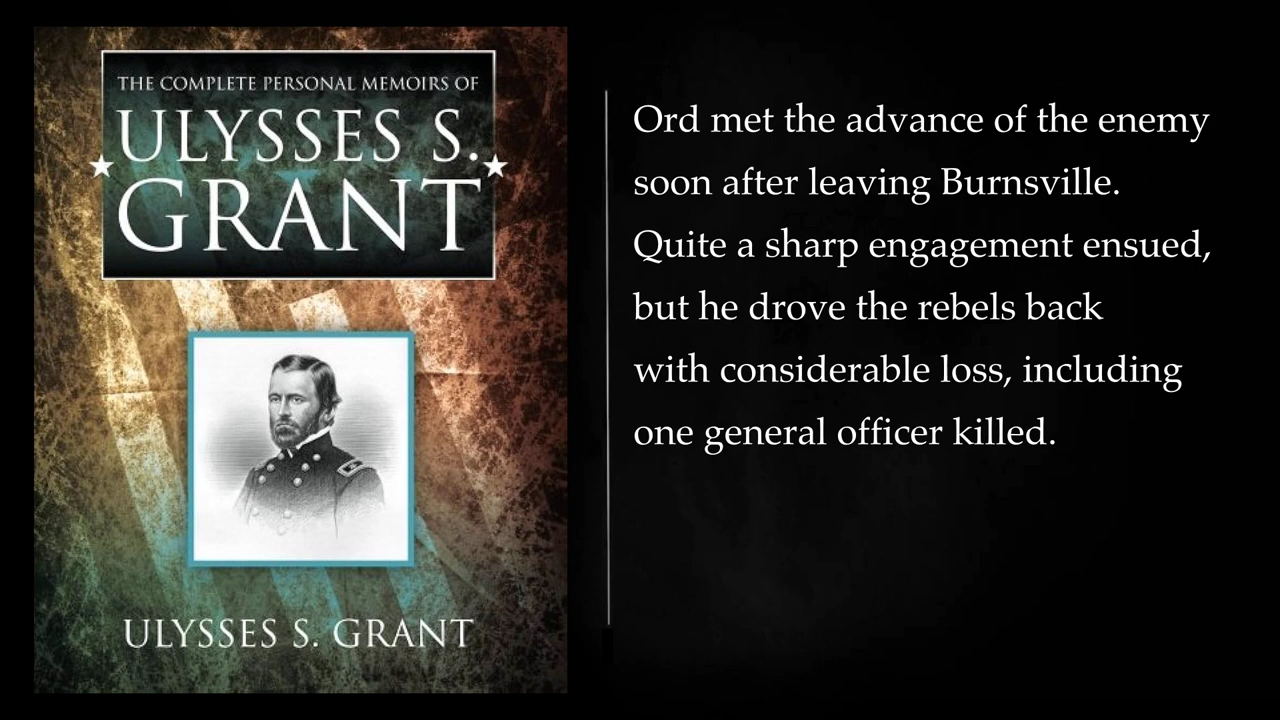 THE COMPLETE PERSONAL MEMOIRS OF
ULYSSES S.
GRANT
ULYSSES S. GRANT
Ord met the advance of the enemy
soon after leaving Burnsville.
Quite a sharp engagement ensued,
but he drove the rebels back
with considerable loss, including
one general officer killed.